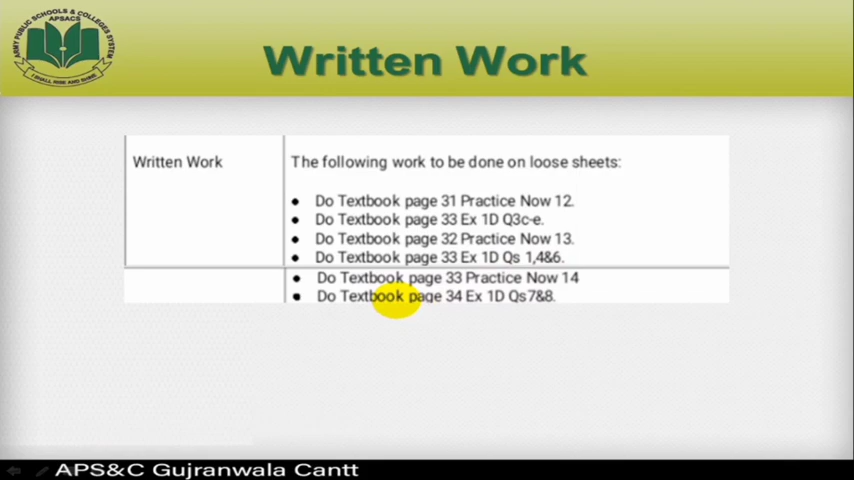 ARMY PUBLIC SCHOOLS & COLLEGES SYSTEM
APSACS
I SHALL RISE AND SHINE
Written Work
Written Work
The following work to be done on loose sheets:
● Do Textbook page 31 Practice Now 12.
● Do Textbook page 33 Ex 1D Q3c-e.
● Do Textbook page 32 Practice Now 13.
● Do Textbook page 33 Ex 1D Qs 1,4&6.
● Do Textbook page 33 Practice Now 14
● Do Textbook page 34 Ex 1D Qs7&8.
APS&C Gujranwala Cantt